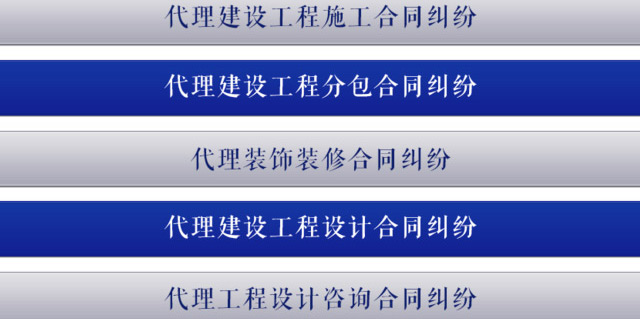 代理建设工程施工合同纠纷
代理建设工程分包合同纠纷
代理装饰装修合同纠纷
代理建设工程设计合同纠纷
代理工程设计咨询合同纠纷